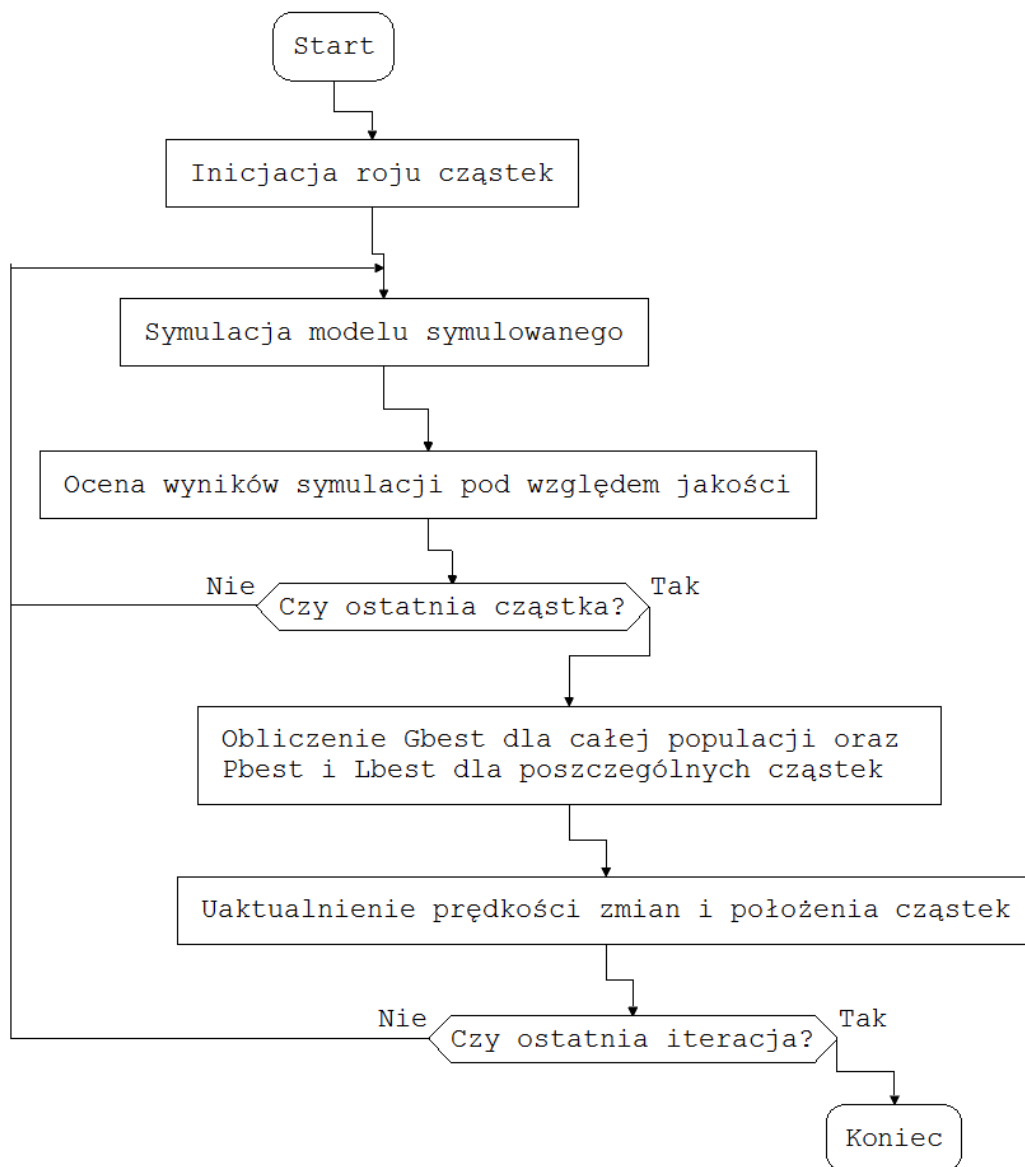 Start
Inicjacja roju cząstek
Symulacja modelu symulowanego
Ocena wyników symulacji pod względem jakości
Nie
Tak
Czy ostatnia cząstka?
Obliczenie Gbest dla całej populacji oraz
Pbest i Lbest dla poszczególnych cząstek
Uaktualnienie prędkości zmian i położenia cząstek
Nie
Tak
Czy ostatnia iteracja?
Koniec